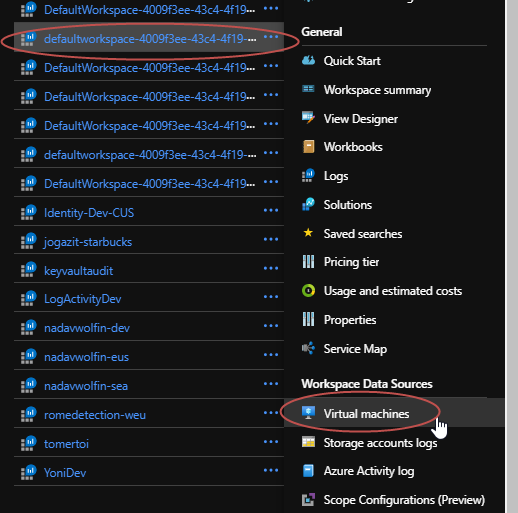 DefaultWorkspace-4009f3ee-43c4-4f19-...
defaultworkspace-4009f3ee-43c4-4f19-...
DefaultWorkspace-4009f3ee-43c4-4f19...
DefaultWorkspace-4009f3ee-43c4-4f19...
DefaultWorkspace-4009f3ee-43c4-4f19...
defaultworkspace-4009f3ee-43c4-4f19-...
DefaultWorkspace-4009f3ee-43c4-4f19...
Identity-Dev-CUS
jogazit-starbucks
keyvaultaudit
LogActivityDev
nadavwolfin-dev
nadavwolfin-eus
nadavwolfin-sea
romedetection-weu
tomertoi
YoniDev
General
Quick Start
Workspace summary
View Designer
Workbooks
Logs
Solutions
Saved searches
Pricing tier
Usage and estimated costs
Properties
Service Map
Workspace Data Sources
Virtual machines
Storage accounts logs
Azure Activity log
Scope Configurations (Preview)